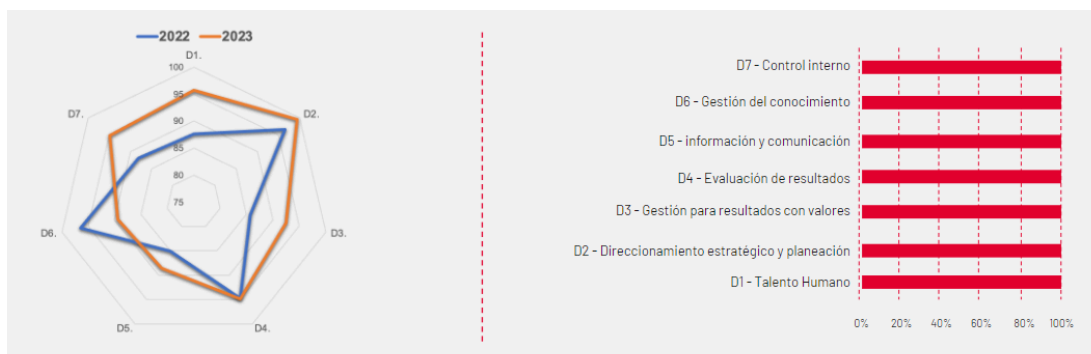 2022 2023
D1.
100
95
90
85
80
75
D2.
D3.
D4.
D5.
D6.
D7.
D7 - Control interno
D6 - Gestión del conocimiento
D5 - información y comunicación
D4 - Evaluación de resultados
D3 - Gestión para resultados con valores
D2 - Direccionamiento estratégico y planeación
D1 - Talento Humano
0% 20% 40% 60% 80% 100%